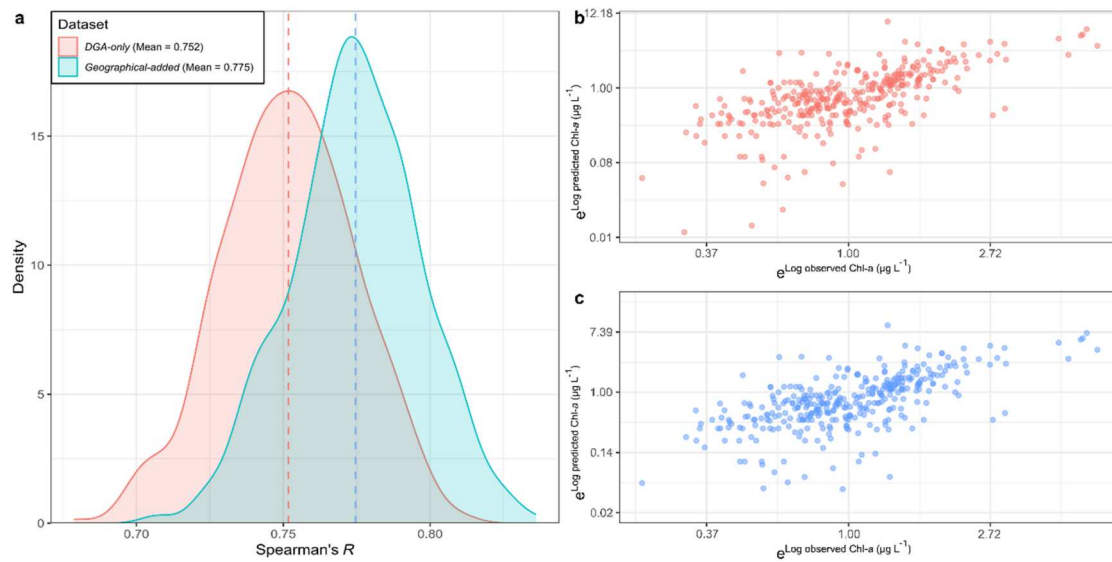 a
Dataset
DGA-only (Mean = 0.752)
Geographical-added (Mean = 0.775)
Density
15
10
5
0
0.70
0.75
0.80
Spearman's R
b
e^Log predicted Chl-a (µg L⁻¹)
12.18
1.00
0.08
0.01
0.37
1.00
2.72
e^Log observed Chl-a (µg L⁻¹)
c
e^Log predicted Chl-a (µg L⁻¹)
7.39
1.00
0.14
0.02
0.37
1.00
2.72
e^Log observed Chl-a (µg L⁻¹)